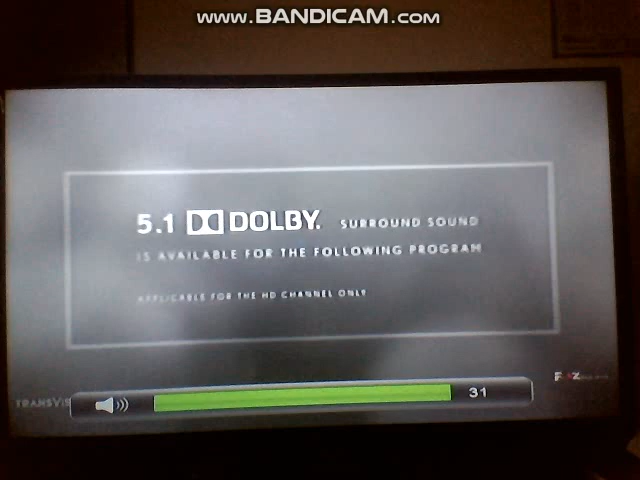 www.BANDICAM.com
5.1 DOLBY. SURROUND SOUND
IS AVAILABLE FOR THE FOLLOWING PROGRAM
APPLICABLE FOR THE HD CHANNEL ONLY
TRANSVIS
31